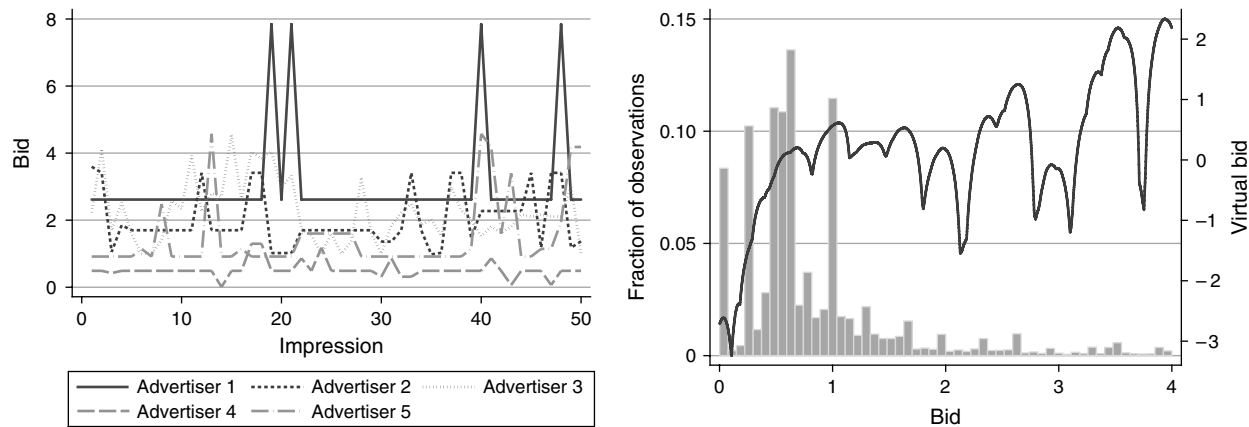 8
6
4
2
0
Bid
0 10 20 30 40 50
Impression
Advertiser 1 Advertiser 2 Advertiser 3
Advertiser 4 Advertiser 5
0.15
0.10
0.05
0
Fraction of observations
2
1
0
−1
−2
−3
Virtual bid
0 1 2 3 4
Bid